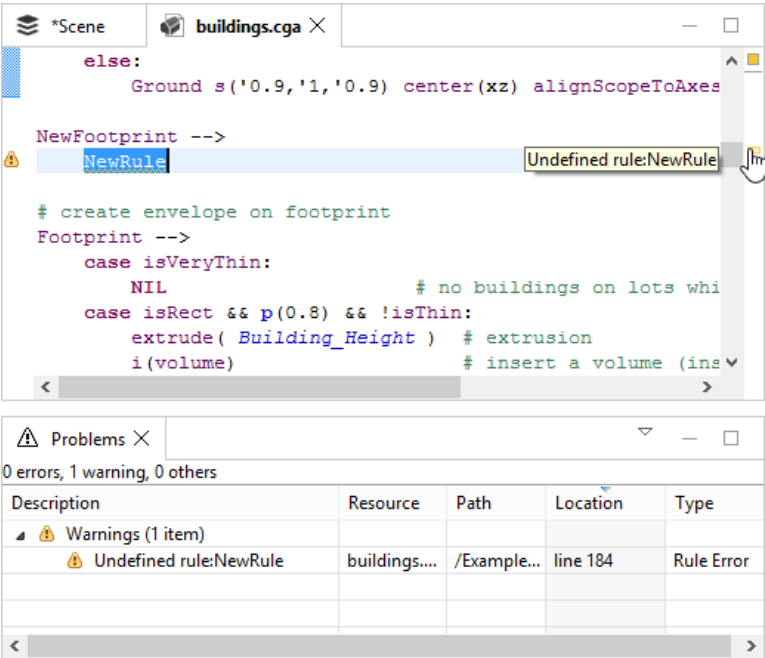 *Scene buildings.cga
else:
Ground s('0.9,'1,'0.9) center(xz) alignScopeToAxes
NewFootprint -->
NewRule
Undefined rule:NewRule
# create envelope on footprint
Footprint -->
case isVeryThin:
NIL # no buildings on lots whi
case isRect && p(0.8) && !isThin:
extrude( Building_Height ) # extrusion
i(volume) # insert a volume (ins
Problems
0 errors, 1 warning, 0 others
Description Resource Path Location Type
Warnings (1 item)
Undefined rule:NewRule buildings.... /Example... line 184 Rule Error